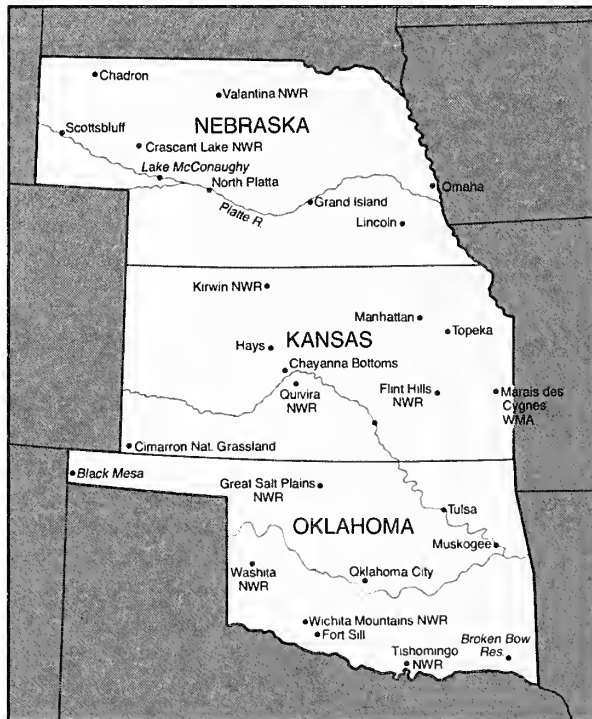 Chadron
Valantina NWR
NEBRASKA
Scottsbluff
Crascant Lake NWR
Lake McConaughy
North Platta
Platte R.
Grand Island
Omaha
Lincoln
Kirwin NWR
Manhattan
Topeka
KANSAS
Hays
Chayanna Bottoms
Quivira
NWR
Flint Hills
NWR
Marais des
Cygnes
WMA
Cimarron Nat. Grassland
Black Mesa
Great Salt Plains
NWR
Tulsa
OKLAHOMA
Muskogee
Washita
NWR
Qklahoma City
Wichita Mountains NWR
Fort Sill
Tishomingo
NWR
Broken Bow
Res.